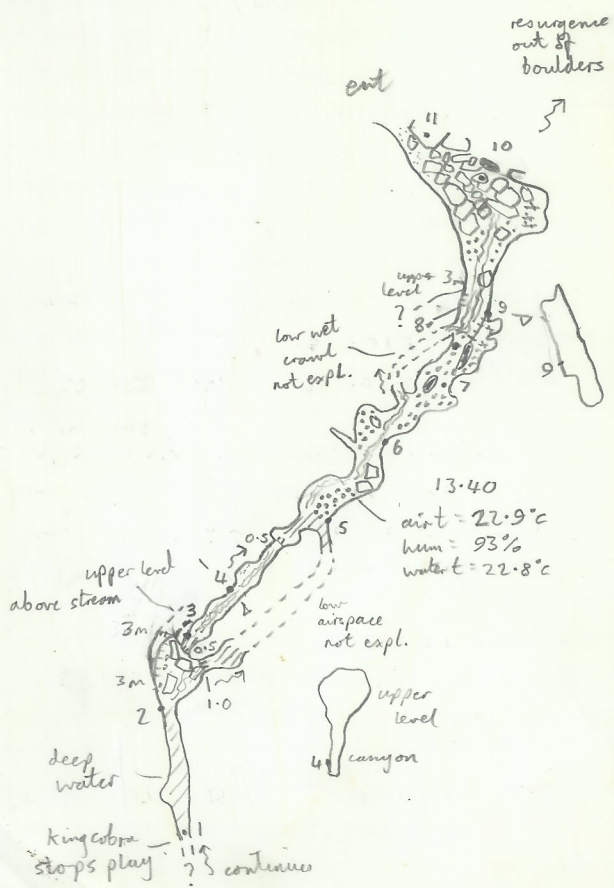 resurgence
out of
boulders
ent
11
10
upper 3m
level
?
8
9
low wet
crawl
not expl.
9
7
6
13.40
air t = 22.9°c
hum = 93%
water t = 22.8°c
5
0.5
4
upper level
above stream
3
3m
0.5
low
airspace
not expl.
3m
1.0
2
upper
level
4
canyon
deep
water
1
King cobra
stops play
?
continues